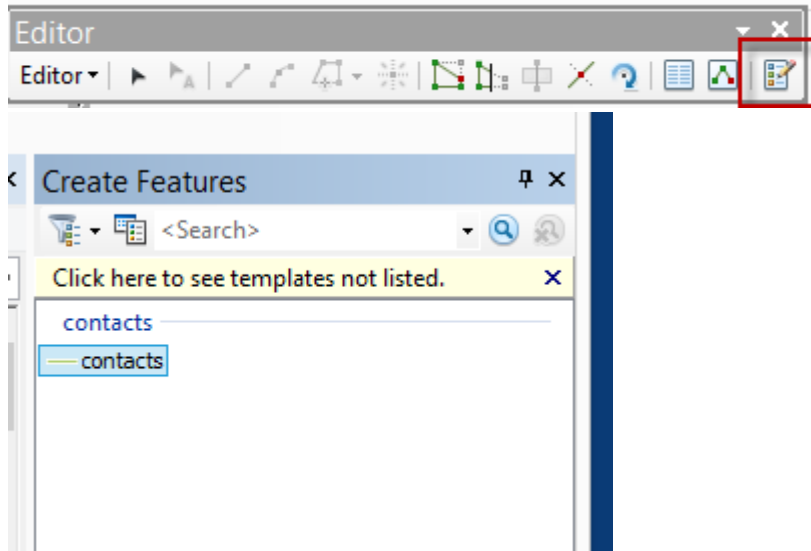 Editor
Editor
Create Features
<Search>
Click here to see templates not listed.
contacts
contacts